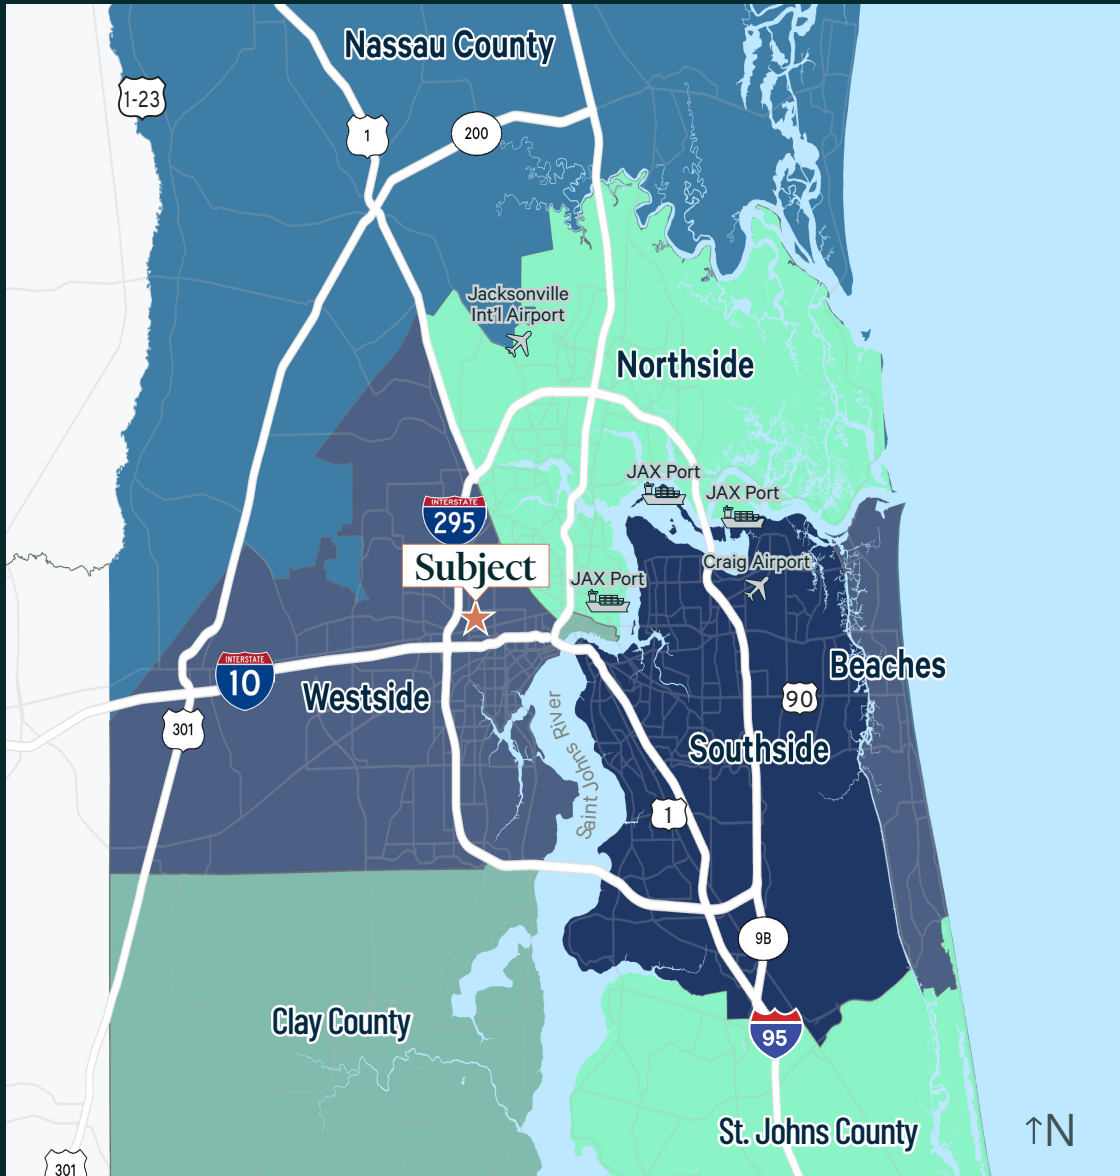 Nassau County
1-23
1
200
Jacksonville
Int'l Airport
Northside
JAX Port
JAX Port
INTERSTATE
295
Subject
Craig Airport
JAX Port
INTERSTATE
10
Westside
Beaches
90
301
Saint Johns River
Southside
1
9B
Clay County
95
St. Johns County
↑N
301